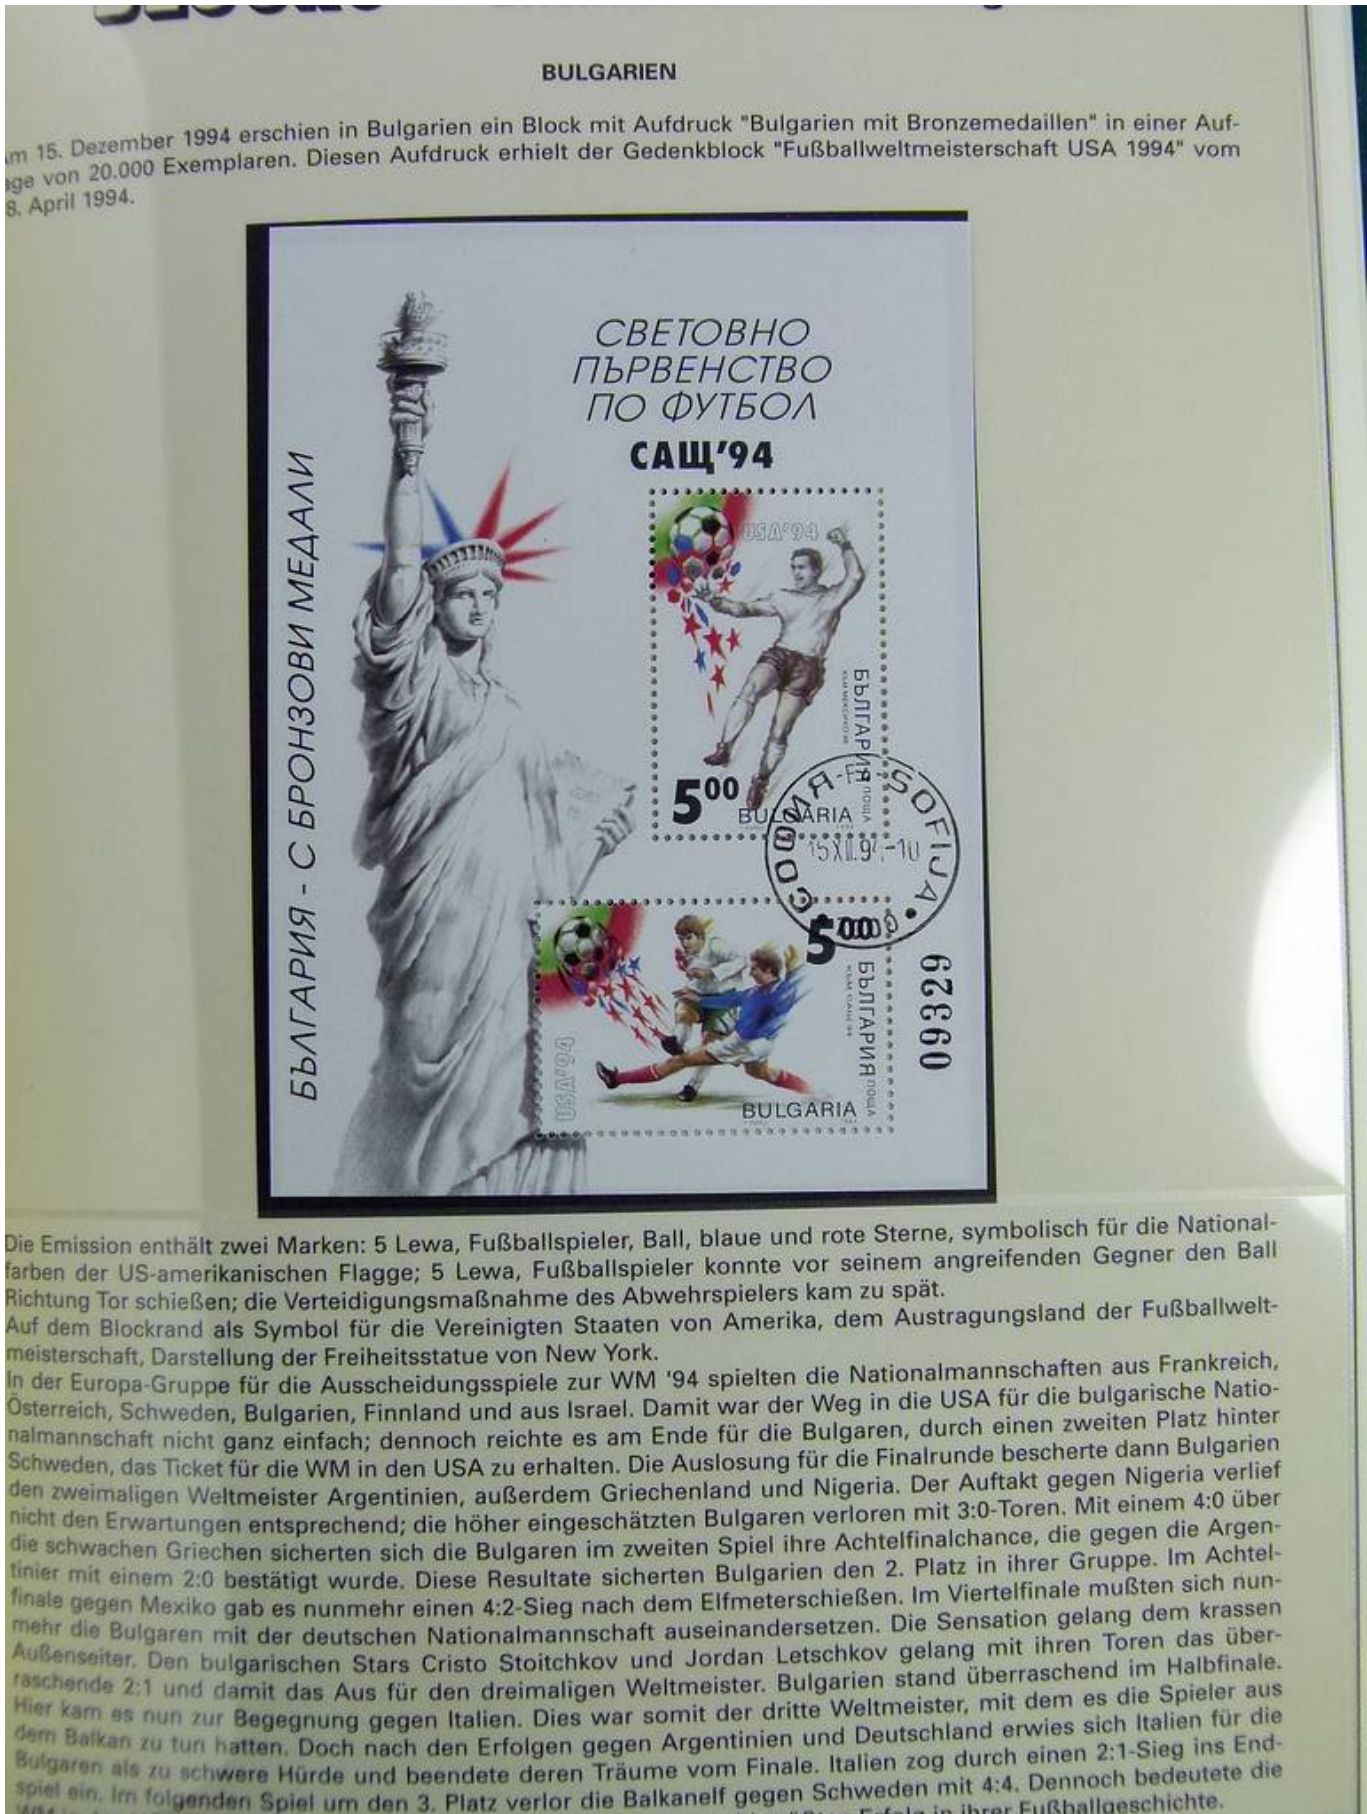 BULGARIEN
m 15. Dezember 1994 erschien in Bulgarien ein Block mit Aufdruck "Bulgarien mit Bronzemedaillen" in einer Auf-
ge von 20.000 Exemplaren. Diesen Aufdruck erhielt der Gedenkblock "Fußballweltmeisterschaft USA 1994" vom
8. April 1994.
СВЕТОВНО
ПЪРВЕНСТВО
ПО ФУТБОЛ
САЩ'94
БЪЛГАРИЯ - С БРОНЗОВИ МЕДАЛИ
USA'94
БЪЛГАРИЯ
ПОЩА
500
BULGARIA
СОФИЯ SOFIJA
500
USA'94
БЪЛГАРИЯ
ПОЩА
BULGARIA
09329
Die Emission enthält zwei Marken: 5 Lewa, Fußballspieler, Ball, blaue und rote Sterne, symbolisch für die National-
farben der US-amerikanischen Flagge; 5 Lewa, Fußballspieler konnte vor seinem angreifenden Gegner den Ball
Richtung Tor schießen; die Verteidigungsmaßnahme des Abwehrspielers kam zu spät.
Auf dem Blockrand als Symbol für die Vereinigten Staaten von Amerika, dem Austragungsland der Fußballwelt-
meisterschaft, Darstellung der Freiheitsstatue von New York.
In der Europa-Gruppe für die Ausscheidungsspiele zur WM '94 spielten die Nationalmannschaften aus Frankreich,
Österreich, Schweden, Bulgarien, Finnland und aus Israel. Damit war der Weg in die USA für die bulgarische Natio-
nalmannschaft nicht ganz einfach; dennoch reichte es am Ende für die Bulgaren, durch einen zweiten Platz hinter
Schweden, das Ticket für die WM in den USA zu erhalten. Die Auslosung für die Finalrunde bescherte dann Bulgarien
den zweimaligen Weltmeister Argentinien, außerdem Griechenland und Nigeria. Der Auftakt gegen Nigeria verlief
nicht den Erwartungen entsprechend; die höher eingeschätzten Bulgaren verloren mit 3:0-Toren. Mit einem 4:0 über
die schwachen Griechen sicherten sich die Bulgaren im zweiten Spiel ihre Achtelfinalchance, die gegen die Argen-
tinier mit einem 2:0 bestätigt wurde. Diese Resultate sicherten Bulgarien den 2. Platz in ihrer Gruppe. Im Achtel-
finale gegen Mexiko gab es nunmehr einen 4:2-Sieg nach dem Elfmeterschießen. Im Viertelfinale mußten sich nun-
mehr die Bulgaren mit der deutschen Nationalmannschaft auseinandersetzen. Die Sensation gelang dem krassen
Außenseiter. Den bulgarischen Stars Cristo Stoitchkov und Jordan Letschkov gelang mit ihren Toren das über-
raschende 2:1 und damit das Aus für den dreimaligen Weltmeister. Bulgarien stand überraschend im Halbfinale.
Hier kam es nun zur Begegnung gegen Italien. Dies war somit der dritte Weltmeister, mit dem es die Spieler aus
dem Balkan zu tun hatten. Doch nach den Erfolgen gegen Argentinien und Deutschland erwies sich Italien für die
Bulgaren als zu schwere Hürde und beendete deren Träume vom Finale. Italien zog durch einen 2:1-Sieg ins End-
spiel ein. Im folgenden Spiel um den 3. Platz verlor die Balkanelf gegen Schweden mit 4:4. Dennoch bedeutete die
Erfolg in ihrer Fußballgeschichte.